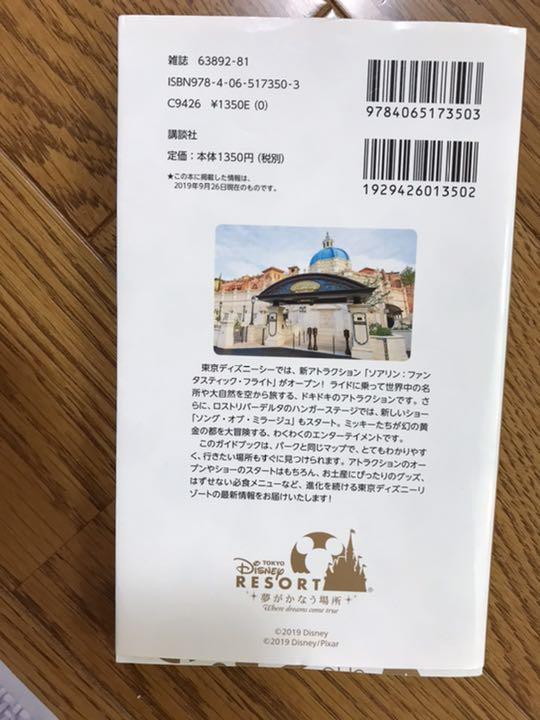 雑誌 63892-81
ISBN978-4-06-517350-3
C9426 ¥1350E (0)
9784065173503
講談社
定価:本体1350円(税別)
1929426013502
★この本に掲載した情報は、
2019年9月26日現在のものです。
東京ディズニーシーでは、新アトラクション「ソアリン:ファン
タスティック・フライト」がオープン! ライドに乗って世界中の名
所や大自然を空から旅する、ドキドキのアトラクションです。さ
らに、ロストリバーデルタのハンガーステージでは、新しいショー
「ソング・オブ・ミラージュ」もスタート。ミッキーたちが幻の黄
金の都を大冒険する、わくわくのエンターテイメントです。
このガイドブックは、パークと同じマップで、とてもわかりやす
く、行きたい場所もすぐに見つけられます。アトラクションのオー
プンやショーのスタートはもちろん、お土産にぴったりのグッズ、
はずせない必食メニューなど、進化を続ける東京ディズニーリ
ゾートの最新情報をお届けいたします!
TOKYO
Disney
RESORT®
夢がかなう場所
Where dreams come true
©2019 Disney
©2019 Disney/Pixar